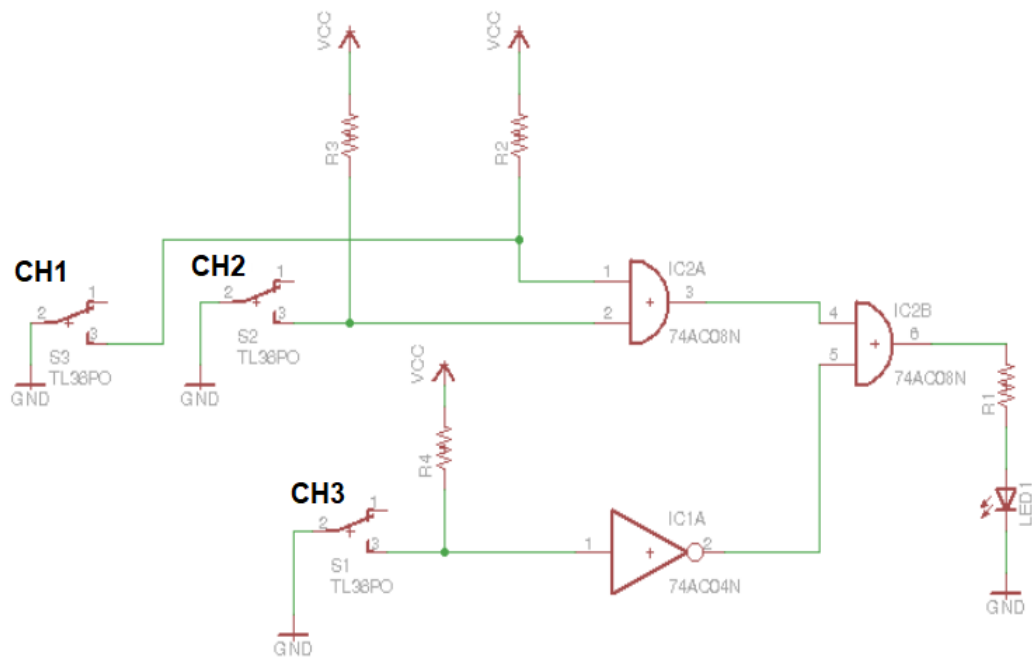 VCC
VCC
R3
R2
CH1
CH2
1
2
3
S3
TL36PO
GND
1
2
3
S2
TL36PO
GND
1
2
IC2A
3
74AC08N
4
5
IC2B
6
74AC08N
VCC
R4
R1
CH3
1
2
3
S1
TL36PO
GND
1
IC1A
2
74AC04N
LED1
GND